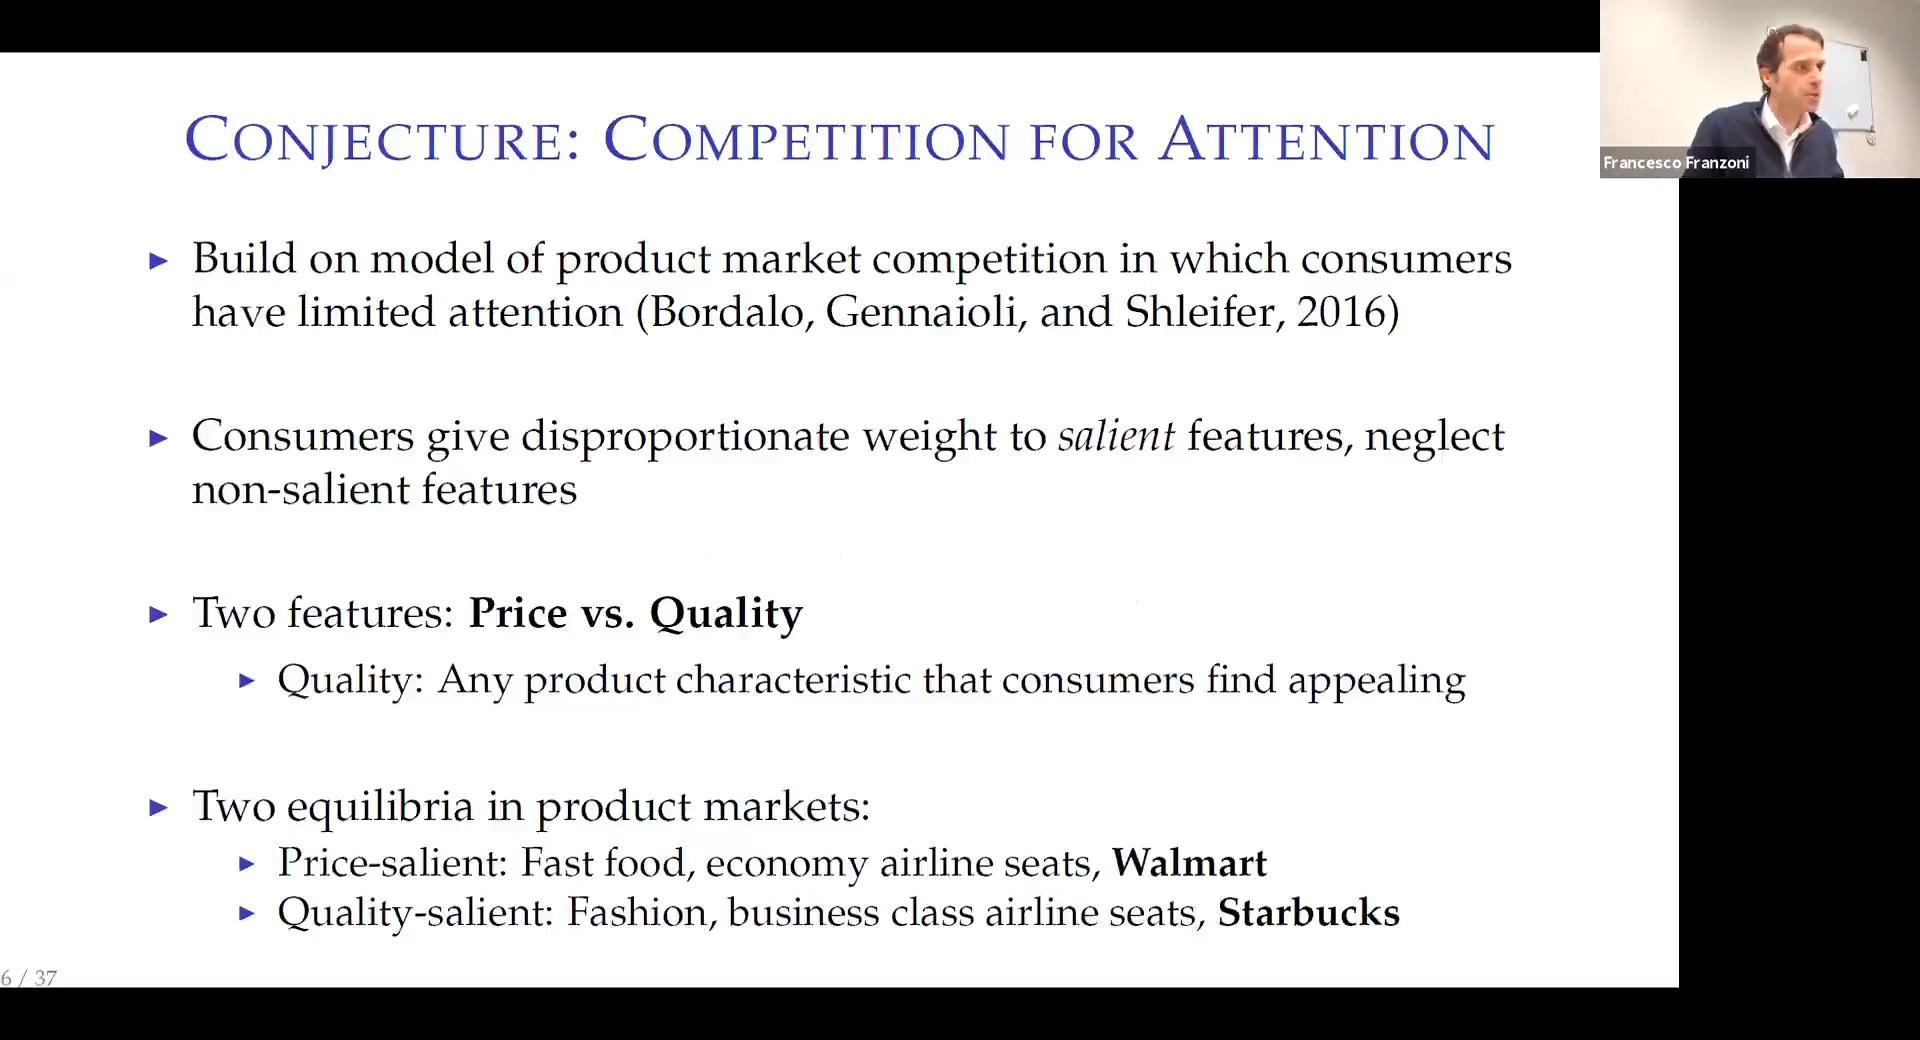 CONJECTURE: COMPETITION FOR ATTENTION
Francesco Franzoni
▶ Build on model of product market competition in which consumers
have limited attention (Bordalo, Gennaioli, and Shleifer, 2016)
▶ Consumers give disproportionate weight to salient features, neglect
non-salient features
▶ Two features: Price vs. Quality
▶ Quality: Any product characteristic that consumers find appealing
▶ Two equilibria in product markets:
▶ Price-salient: Fast food, economy airline seats, Walmart
▶ Quality-salient: Fashion, business class airline seats, Starbucks
6 / 37